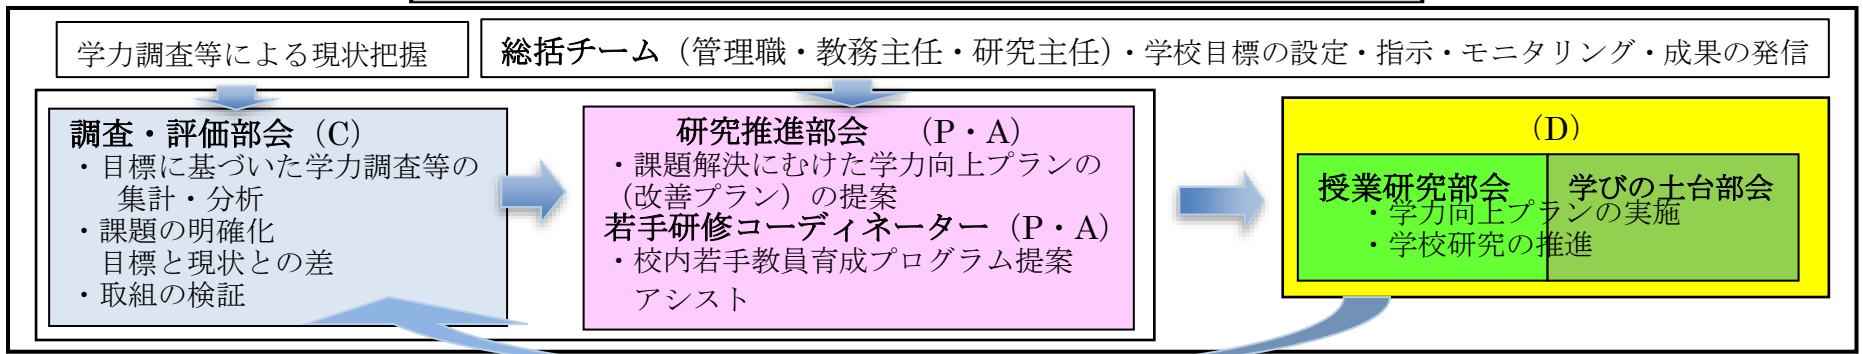 学力調査等による現状把握
総括チーム（管理職・教務主任・研究主任）・学校目標の設定・指示・モニタリング・成果の発信
調査・評価部会（C）
・目標に基づいた学力調査等の
集計・分析
・課題の明確化
目標と現状との差
・取組の検証
研究推進部会　（P・A）
・課題解決にむけた学力向上プランの
（改善プラン）の提案
若手研修コーディネーター（P・A）
・校内若手教員育成プログラム提案
アシスト
（D）
授業研究部会
学びの土台部会
・学力向上プランの実施
・学校研究の推進